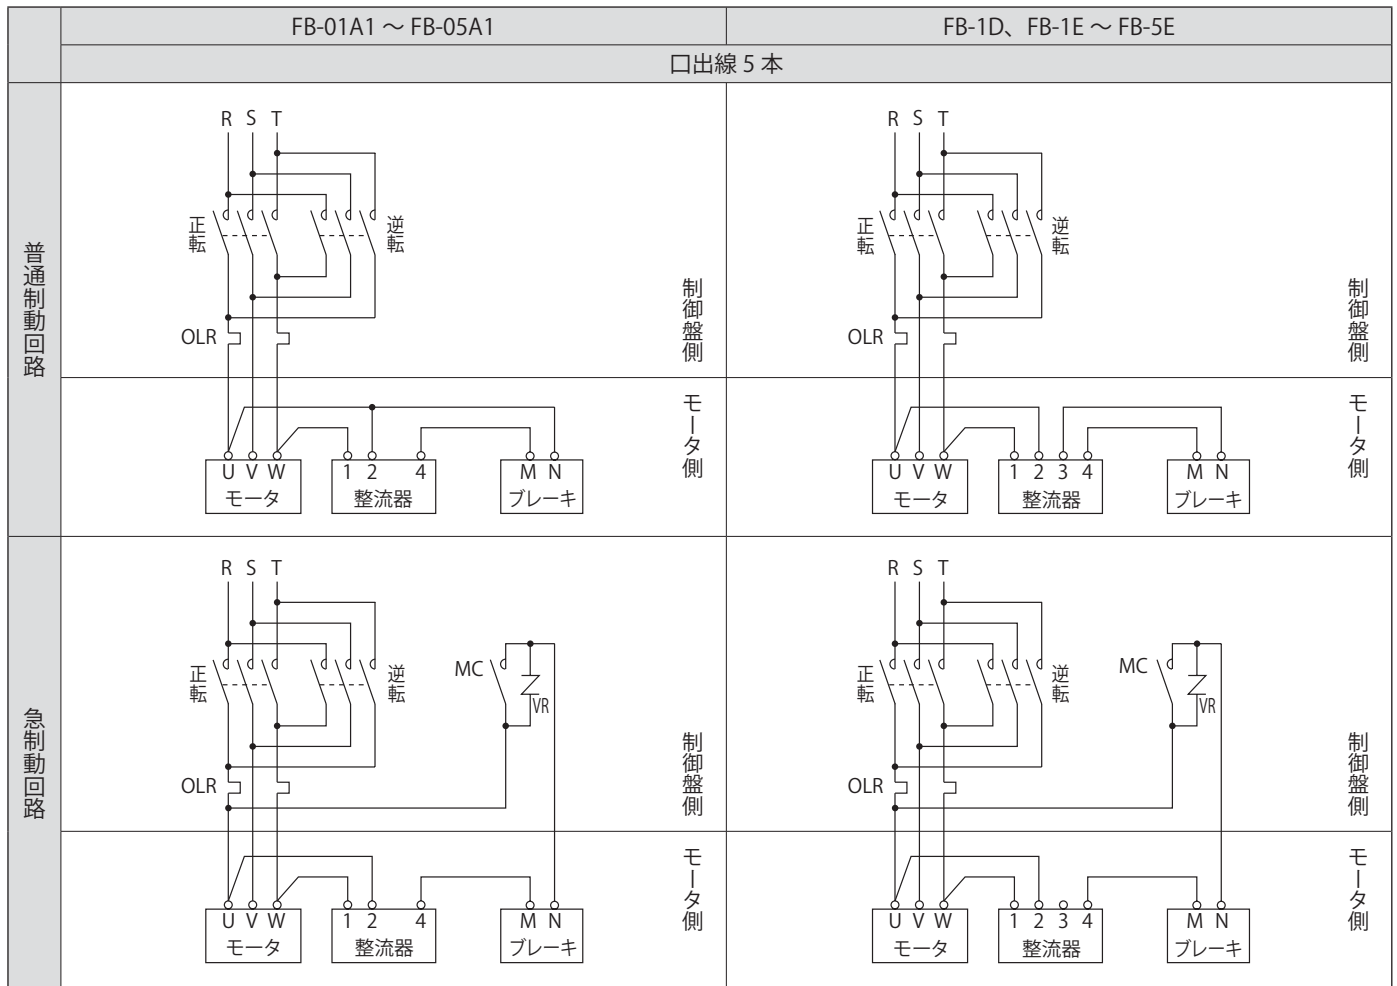 FB-01A1 ～ FB-05A1
FB-1D、FB-1E ～ FB-5E
口出線 5 本
普通制動回路
R S T
正転
逆転
OLR
制御盤側
モータ側
U V W
モータ
1 2 4
整流器
M N
ブレーキ
R S T
正転
逆転
OLR
制御盤側
モータ側
U V W
モータ
1 2 3 4
整流器
M N
ブレーキ
急制動回路
R S T
正転
逆転
MC
VR
OLR
制御盤側
モータ側
U V W
モータ
1 2 4
整流器
M N
ブレーキ
R S T
正転
逆転
MC
VR
OLR
制御盤側
モータ側
U V W
モータ
1 2 3 4
整流器
M N
ブレーキ